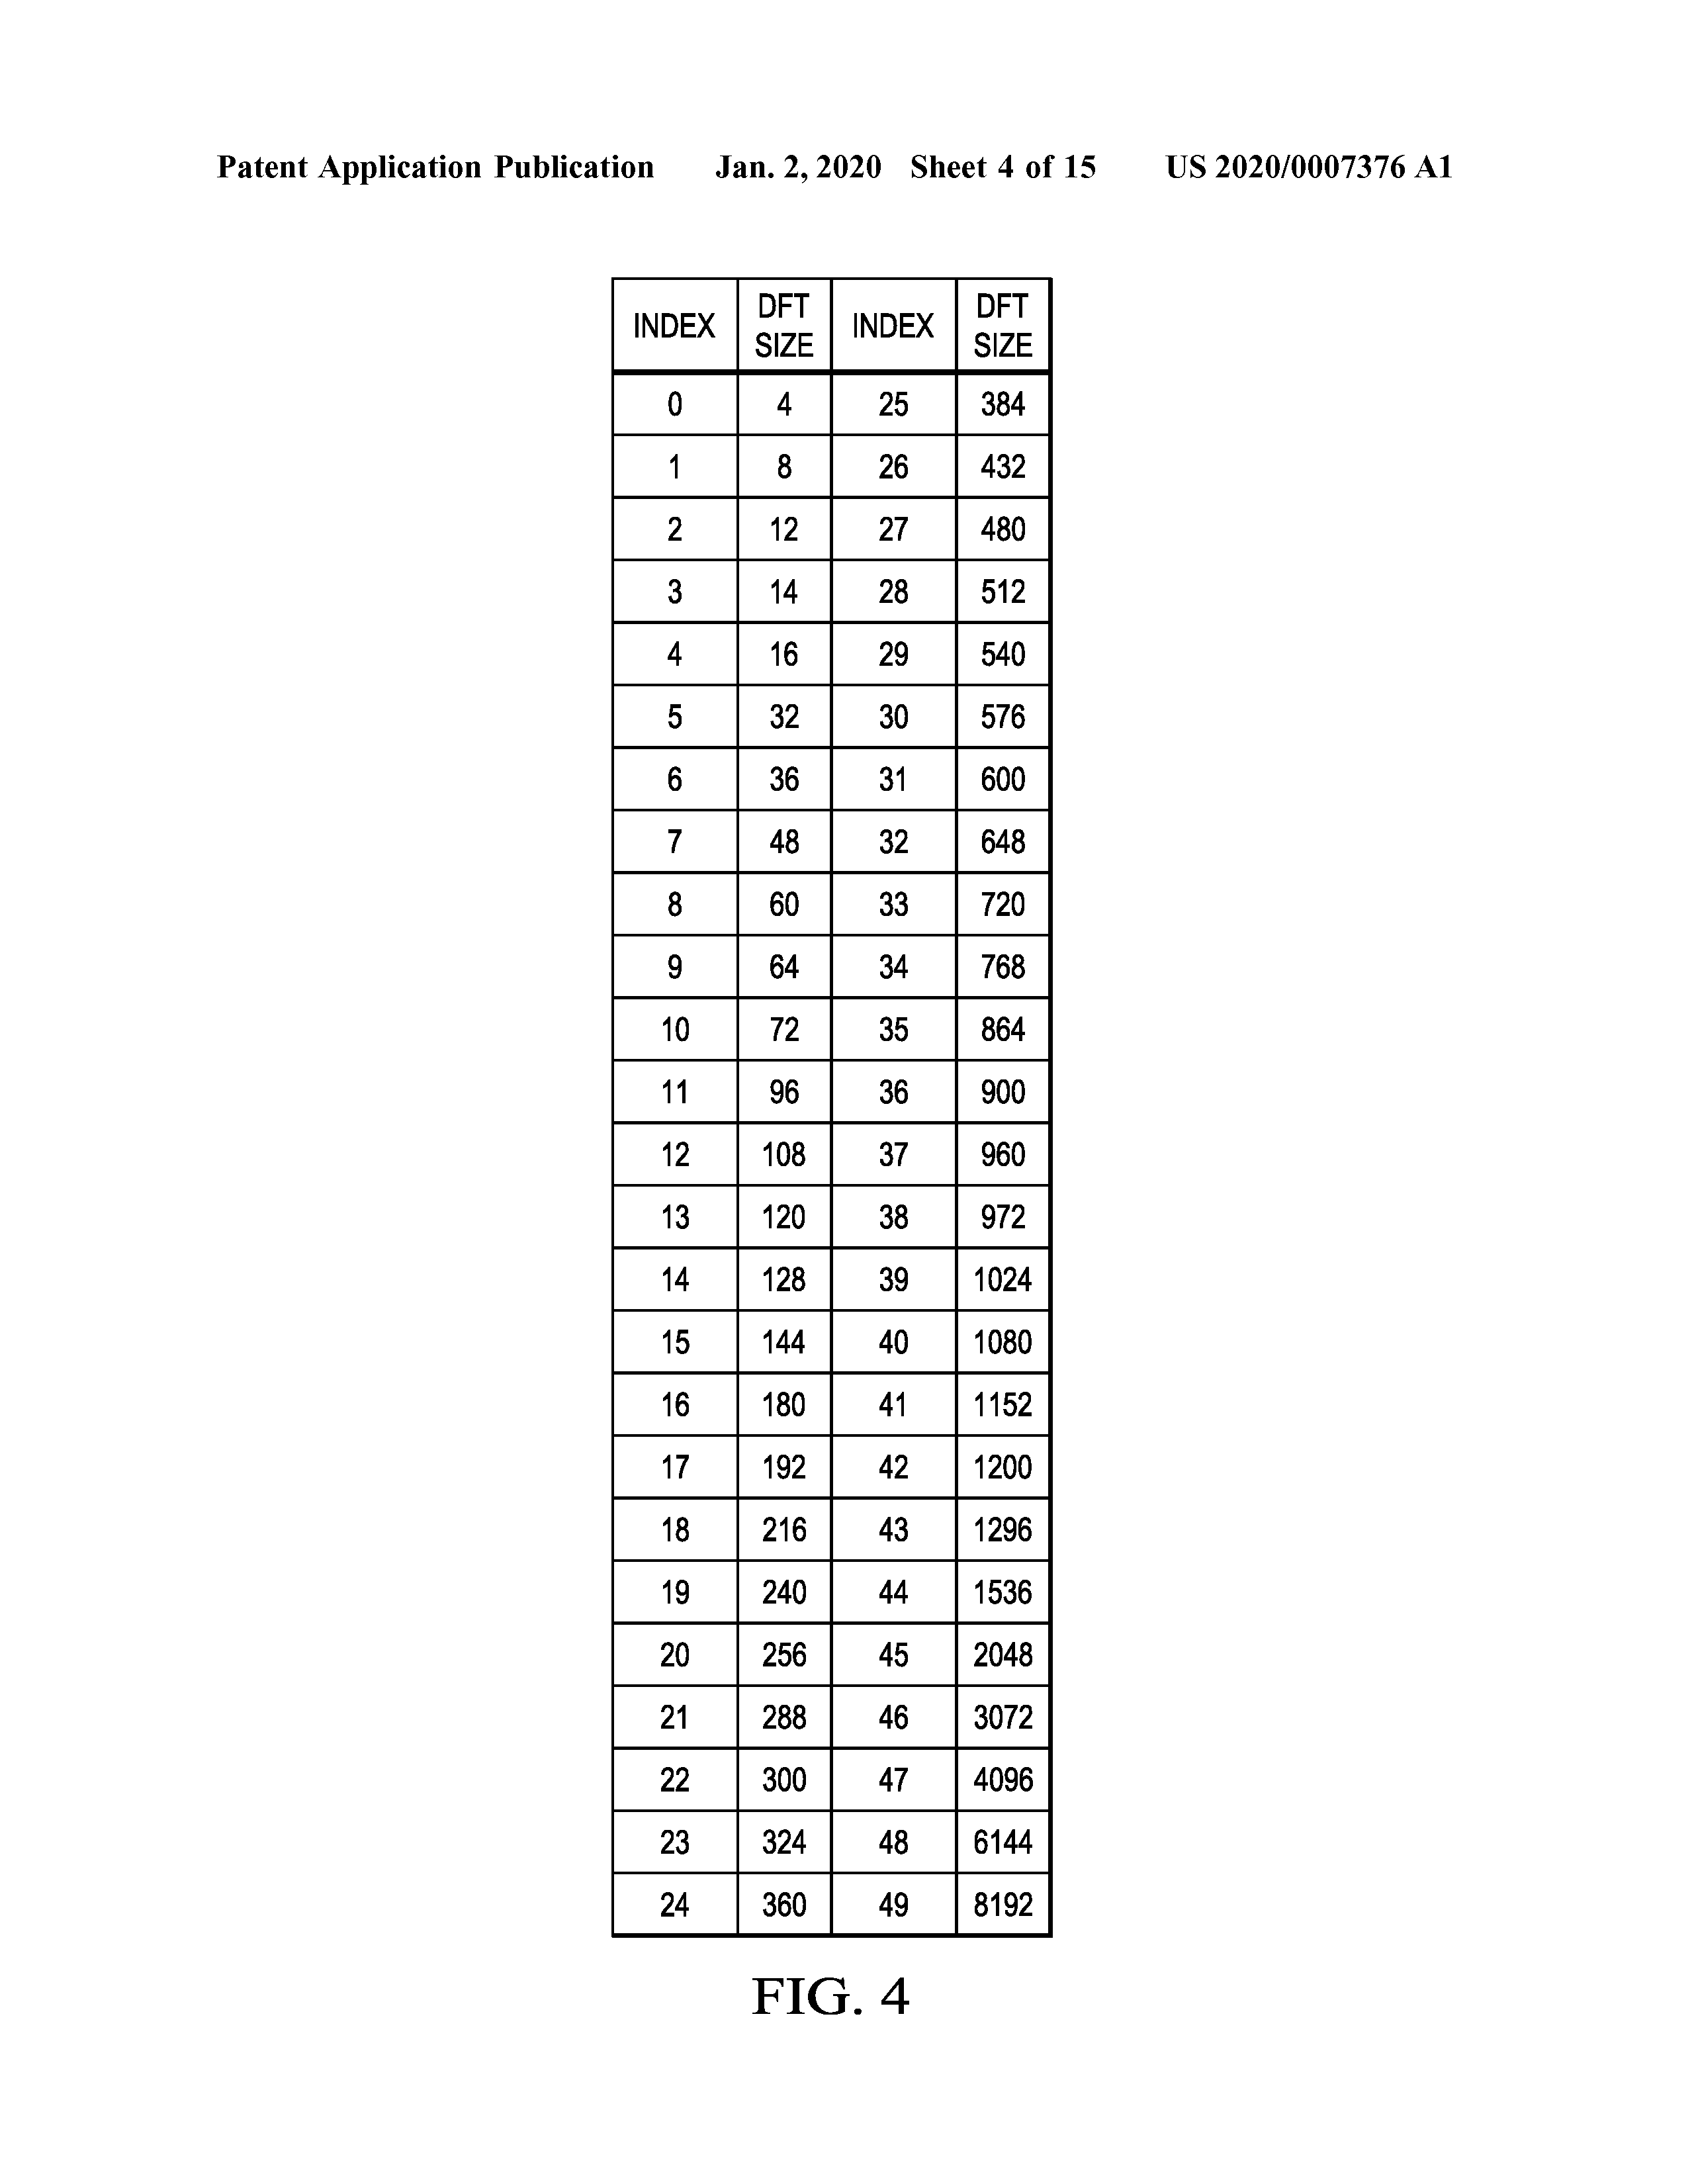 Patent Application Publication Jan. 2, 2020 Sheet 4 of 15 US 2020/0007376 A1
INDEX DFT SIZE INDEX DFT SIZE
0 4 25 384
1 8 26 432
2 12 27 480
3 14 28 512
4 16 29 540
5 32 30 576
6 36 31 600
7 48 32 648
8 60 33 720
9 64 34 768
10 72 35 864
11 96 36 900
12 108 37 960
13 120 38 972
14 128 39 1024
15 144 40 1080
16 180 41 1152
17 192 42 1200
18 216 43 1296
19 240 44 1536
20 256 45 2048
21 288 46 3072
22 300 47 4096
23 324 48 6144
24 360 49 8192
FIG. 4